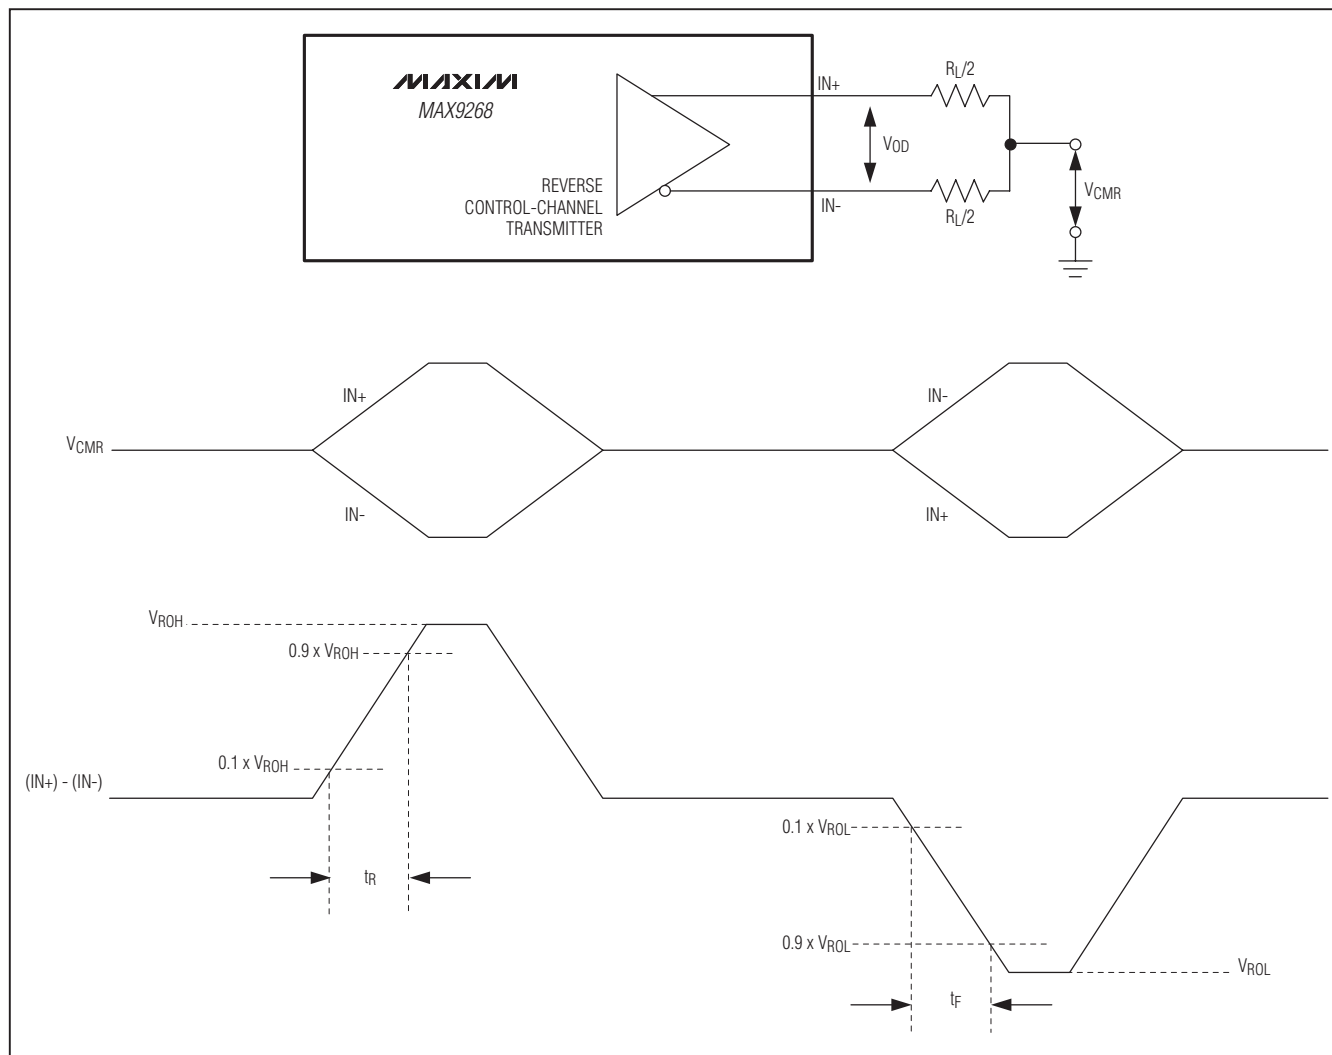 MAXIM
MAX9268
REVERSE
CONTROL-CHANNEL
TRANSMITTER
IN+
IN-
VOD
RL/2
RL/2
VCMR
VCMR
IN+
IN-
IN-
IN+
VROH
0.9 x VROH
0.1 x VROH
(IN+) - (IN-)
tR
0.1 x VROL
0.9 x VROL
VROL
tF